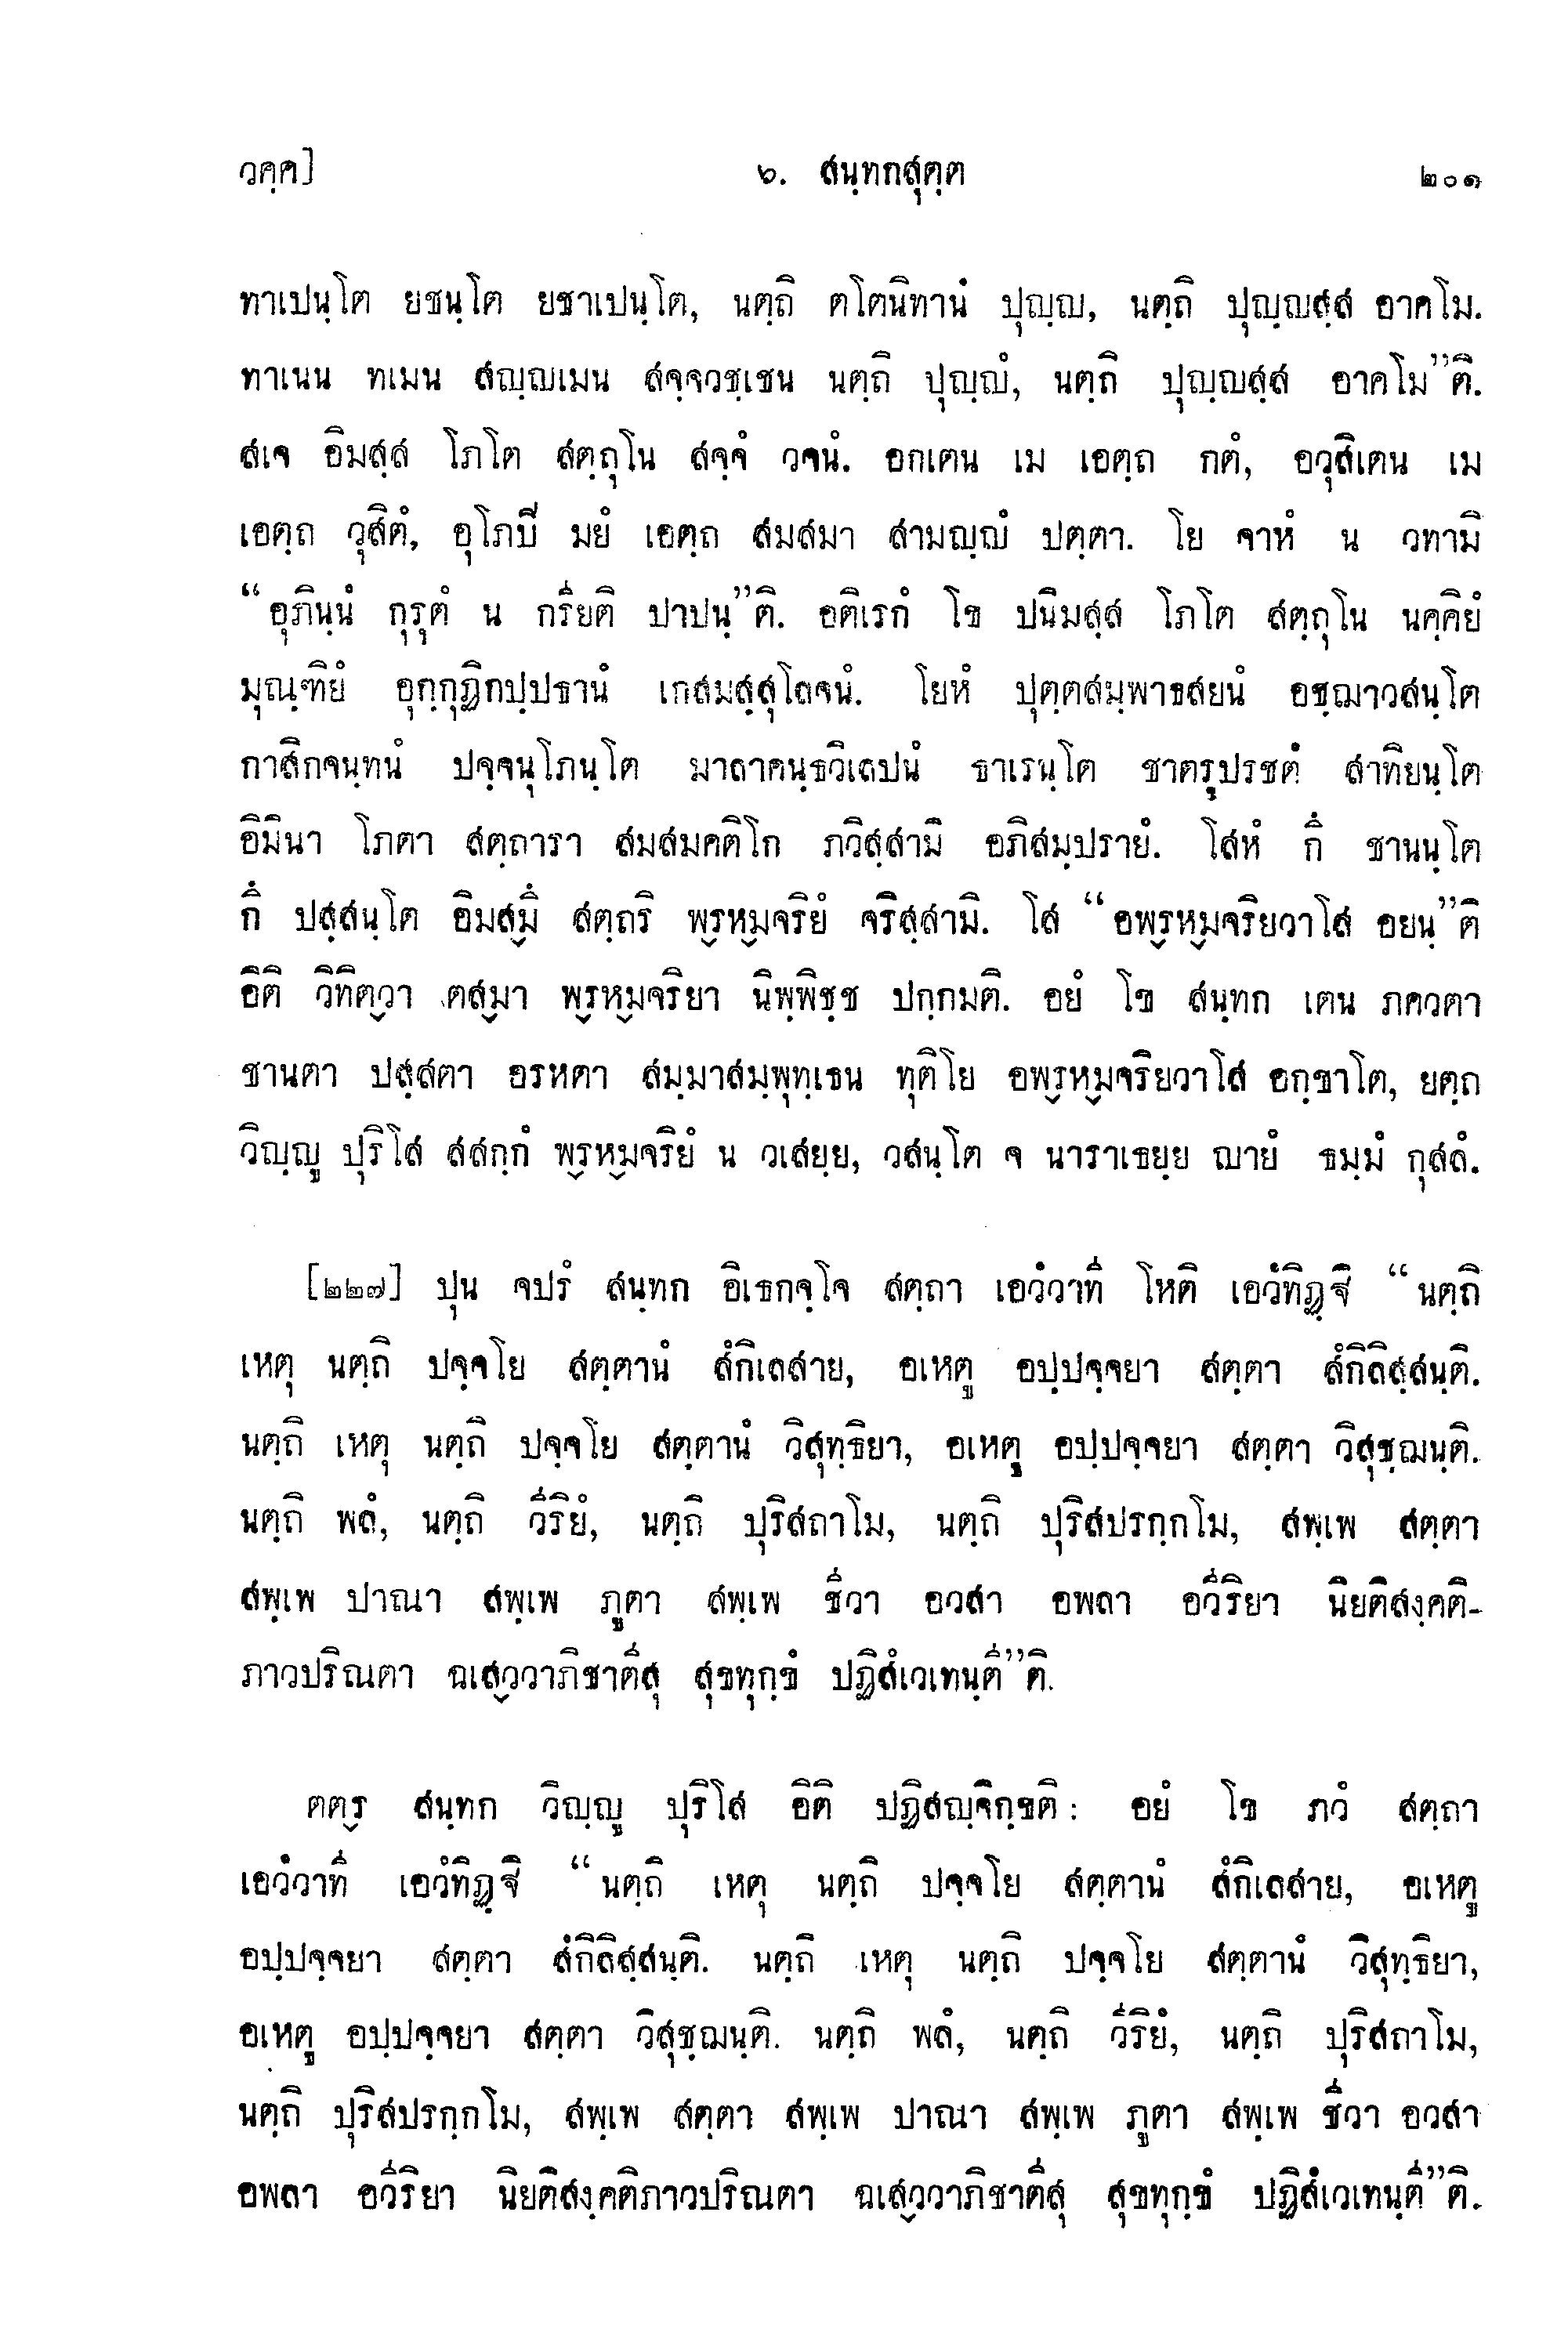 วคฺค] ๖. สนฺทกสุตฺต ๒๐๑
ทาเปนฺโต ยชนฺโต ยชาเปนฺโต, นตฺถิ ตโตนิทานํ ปุญฺญ, นตฺถิ ปุญฺญสฺส อาคโม.
ทาเนน ทเมน สญฺญเมน สจฺจวชฺเชน นตฺถิ ปุญฺญํ, นตฺถิ ปุญฺญสฺส อาคโม”ติ.
สเจ อิมสฺส โภโต สตฺถุโน สจฺจํ วจนํ. อกเตน เม เอตฺถ กตํ, อวุสิเตน เม
เอตฺถ วุสิตํ, อุโภปิ มยํ เอตฺถ สมสมา สามญฺญํ ปตฺตา. โย จาหํ น วทามิ
“อุภินฺนํ กุรุตํ น กรียติ ปาปนฺ”ติ. อติเรกํ โข ปนิมสฺส โภโต สตฺถุโน นคฺคิยํ
มุณฺฑิยํ อุกฺกุฏิกปฺปธานํ เกสมสฺสุโลจนํ. โยหํ ปุตฺตสมฺพาธสยนํ อชฺฌาวสนฺโต
กาสิกจนฺทนํ ปจฺจนุโภนฺโต มาลาคนฺธวิเลปนํ ธาเรนฺโต ชาตรุปรชตํ สาทิยนฺโต
อิมินา โภตา สตฺถารา สมสมคติโก ภวิสฺสามิ อภิสมฺปรายํ. โสหํ กึ ชานนฺโต
กึ ปสฺสนฺโต อิมสฺมึ สตฺถริ พฺรหฺมจริยํ จริสฺสามิ. โส “อพฺรหฺมจริยวาโส อยนฺ”ติ
อิติ วิทิตฺวา ตสฺมา พฺรหฺมจริยา นิพฺพิชฺช ปกฺกมติ. อยํ โข สนฺทก เตน ภควตา
ชานตา ปสฺสตา อรหตา สมฺมาสมฺพุทฺเธน ทุติโย อพฺรหฺมจริยวาโส อกฺขาโต, ยตฺถ
วิญฺญู ปุริโส สสกฺกํ พฺรหฺมจริยํ น วเสยฺย, วสนฺโต จ นาราเธยฺย ญายํ ธมฺมํ กุสลํ.
[๒๒๗] ปุน จปรํ สนฺทก อิเธกจฺโจ สตฺถา เอวํวาที โหติ เอวํทิฏฺฐิ “นตฺถิ
เหตุ นตฺถิ ปจฺจโย สตฺตานํ สํกิเลสาย, อเหตู อปฺปจฺจยา สตฺตา สํกิลิสฺสนฺติ.
นตฺถิ เหตุ นตฺถิ ปจฺจโย สตฺตานํ วิสุทฺธิยา, อเหตู อปฺปจฺจยา สตฺตา วิสุชฺฌนฺติ.
นตฺถิ พลํ, นตฺถิ วีริยํ, นตฺถิ ปุริสถาโม, นตฺถิ ปุริสปรกฺกโม, สพฺเพ สตฺตา
สพฺเพ ปาณา สพฺเพ ภูตา สพฺเพ ชีวา อวสา อพลา อวีริยา นิยติสงฺคติ-
ภาวปริณตา ฉเสฺววาภิชาตีสุ สุขทุกฺขํ ปฏิสํเวเทนฺตี”ติ.
ตตฺร สนฺทก วิญฺญู ปุริโส อิติ ปฏิสญฺจิกฺขติ: อยํ โข ภวํ สตฺถา
เอวํวาที เอวํทิฏฺฐิ “นตฺถิ เหตุ นตฺถิ ปจฺจโย สตฺตานํ สํกิเลสาย, อเหตู
อปฺปจฺจยา สตฺตา สํกิลิสฺสนฺติ. นตฺถิ เหตุ นตฺถิ ปจฺจโย สตฺตานํ วิสุทฺธิยา,
อเหตู อปฺปจฺจยา สตฺตา วิสุชฺฌนฺติ. นตฺถิ พลํ, นตฺถิ วีริยํ, นตฺถิ ปุริสถาโม,
นตฺถิ ปุริสปรกฺกโม, สพฺเพ สตฺตา สพฺเพ ปาณา สพฺเพ ภูตา สพฺเพ ชีวา อวสา
อพลา อวีริยา นิยติสงฺคติภาวปริณตา ฉเสฺววาภิชาตีสุ สุขทุกฺขํ ปฏิสํเวเทนฺตี”ติ.